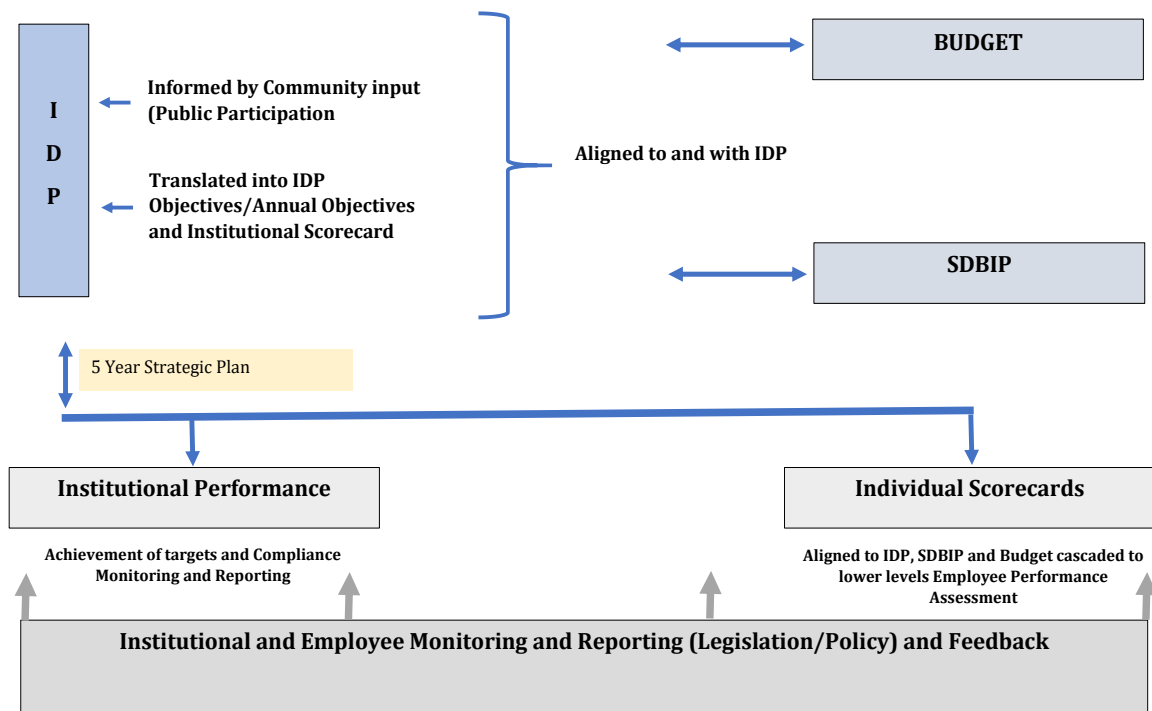 I
D
P
Informed by Community input
(Public Participation
Translated into IDP
Objectives/Annual Objectives
and Institutional Scorecard
Aligned to and with IDP
BUDGET
SDBIP
5 Year Strategic Plan
Institutional Performance
Achievement of targets and Compliance
Monitoring and Reporting
Individual Scorecards
Aligned to IDP, SDBIP and Budget cascaded to
lower levels Employee Performance
Assessment
Institutional and Employee Monitoring and Reporting (Legislation/Policy) and Feedback